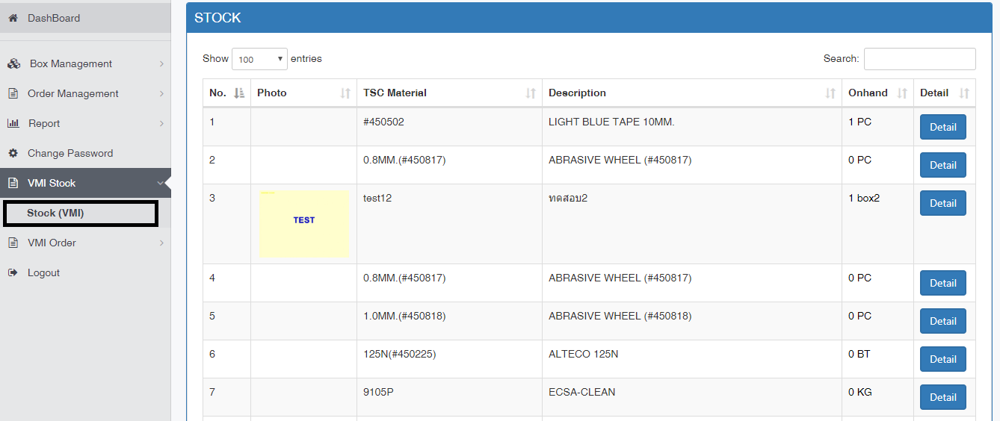 DashBoard
Box Management
Order Management
Report
Change Password
VMI Stock
Stock (VMI)
VMI Order
Logout
STOCK
Show 100 entries
Search:
No. Photo TSC Material Description Onhand Detail
1 #450502 LIGHT BLUE TAPE 10MM. 1 PC Detail
2 0.8MM.(#450817) ABRASIVE WHEEL (#450817) 0 PC Detail
3 TEST test12 ทดสอบ2 1 box2 Detail
4 0.8MM.(#450817) ABRASIVE WHEEL (#450817) 0 PC Detail
5 1.0MM.(#450818) ABRASIVE WHEEL (#450818) 0 PC Detail
6 125N(#450225) ALTECO 125N 0 BT Detail
7 9105P ECSA-CLEAN 0 KG Detail